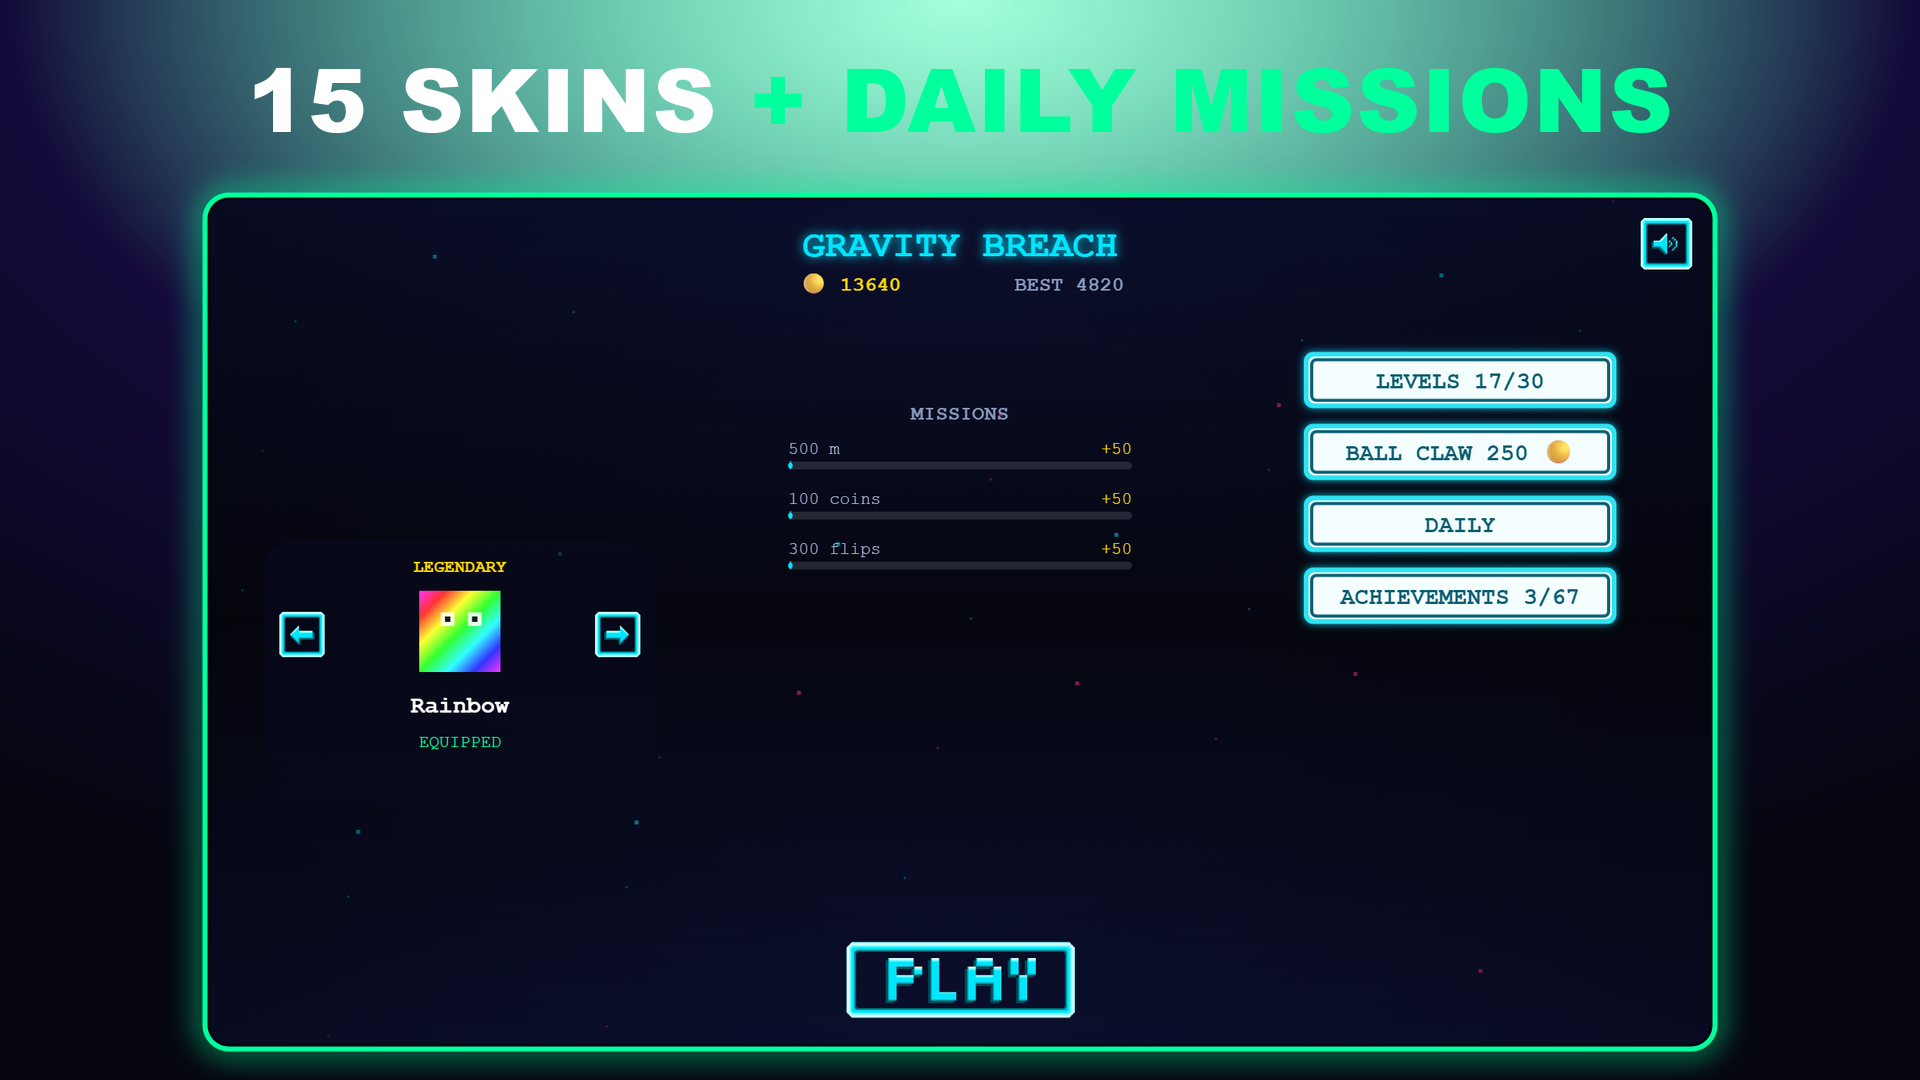 15 SKINS + DAILY MISSIONS
GRAVITY BREACH
13640 BEST 4820
MISSIONS
500 m +50
100 coins +50
300 flips +50
LEGENDARY
Rainbow
EQUIPPED
LEVELS 17/30
BALL CLAW 250
DAILY
ACHIEVEMENTS 3/67
PLAY